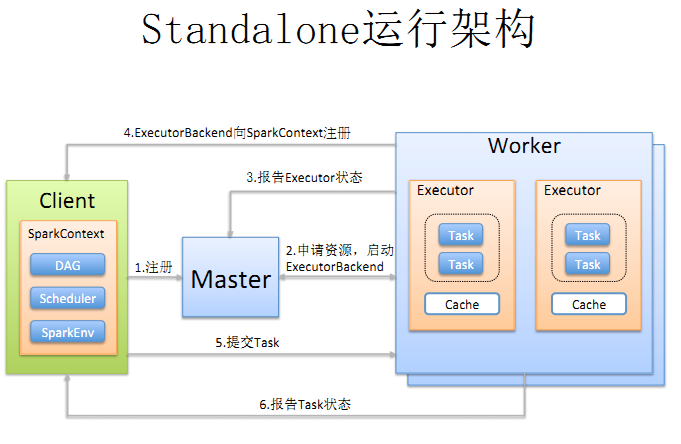 Standalone运行架构
4.ExecutorBackend向SparkContext注册
Worker
3.报告Executor状态
Client
SparkContext
DAG
Scheduler
SparkEnv
1.注册
Master
2.申请资源，启动
ExecutorBackend
Executor
Task
Task
Cache
Executor
Task
Task
Cache
5.提交Task
6.报告Task状态